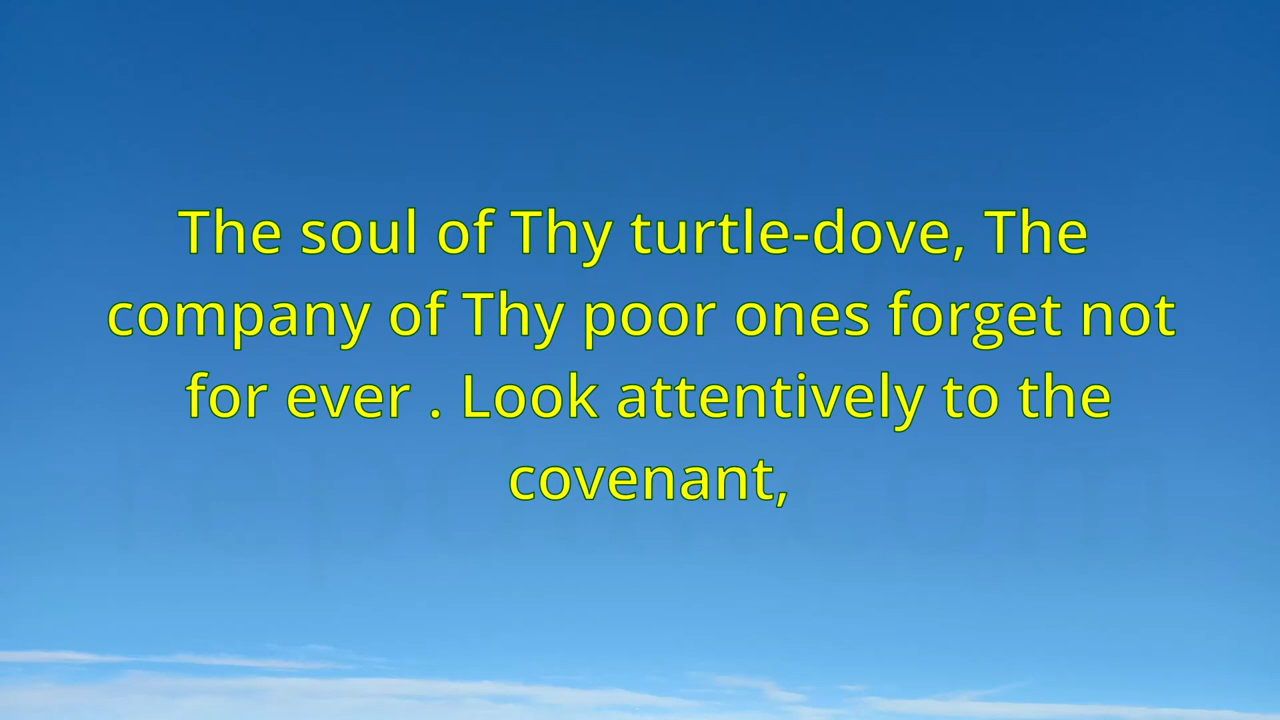 The soul of Thy turtle-dove, The
company of Thy poor ones forget not
for ever . Look attentively to the
covenant,